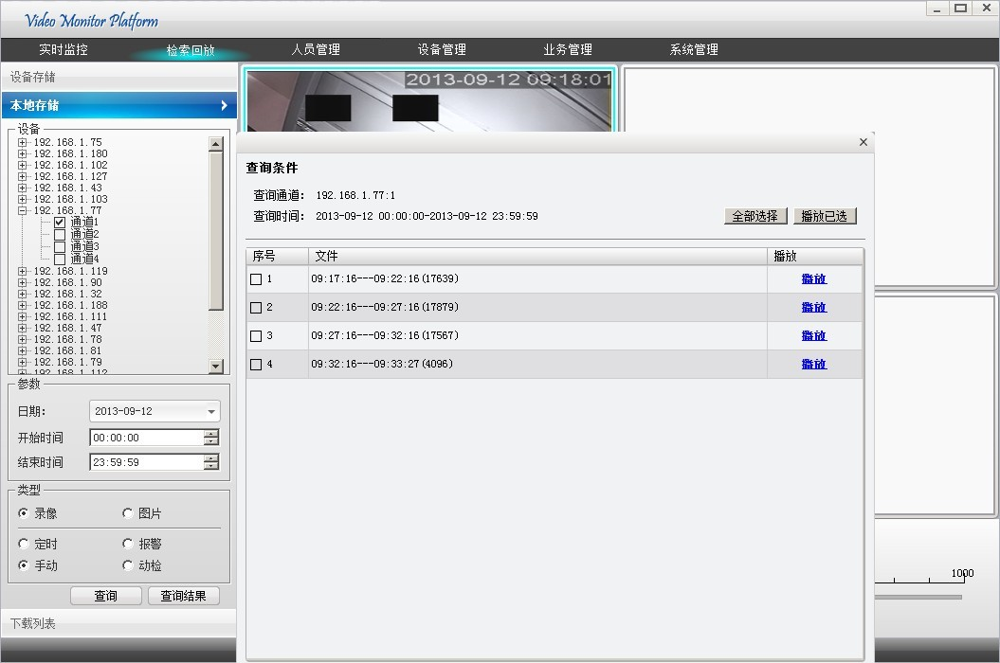 Video Monitor Platform
实时监控 检索回放 人员管理 设备管理 业务管理 系统管理
设备存储
本地存储
设备
192.168.1.75
192.168.1.180
192.168.1.102
192.168.1.127
192.168.1.43
192.168.1.103
192.168.1.77
通道1
通道2
通道3
通道4
192.168.1.119
192.168.1.90
192.168.1.32
192.168.1.188
192.168.1.111
192.168.1.47
192.168.1.78
192.168.1.81
192.168.1.79
192.168.1.112
参数
日期: 2013-09-12
开始时间 00:00:00
结束时间 23:59:59
类型
录像 图片
定时 报警
手动 动检
查询 查询结果
下载列表
2013-09-12 09:18:01
查询条件
查询通道: 192.168.1.77:1
查询时间: 2013-09-12 00:00:00-2013-09-12 23:59:59
全部选择 播放已选
序号 文件 播放
1 09:17:16---09:22:16(17639) 播放
2 09:22:16---09:27:16(17879) 播放
3 09:27:16---09:32:16(17567) 播放
4 09:32:16---09:33:27(4096) 播放
1000